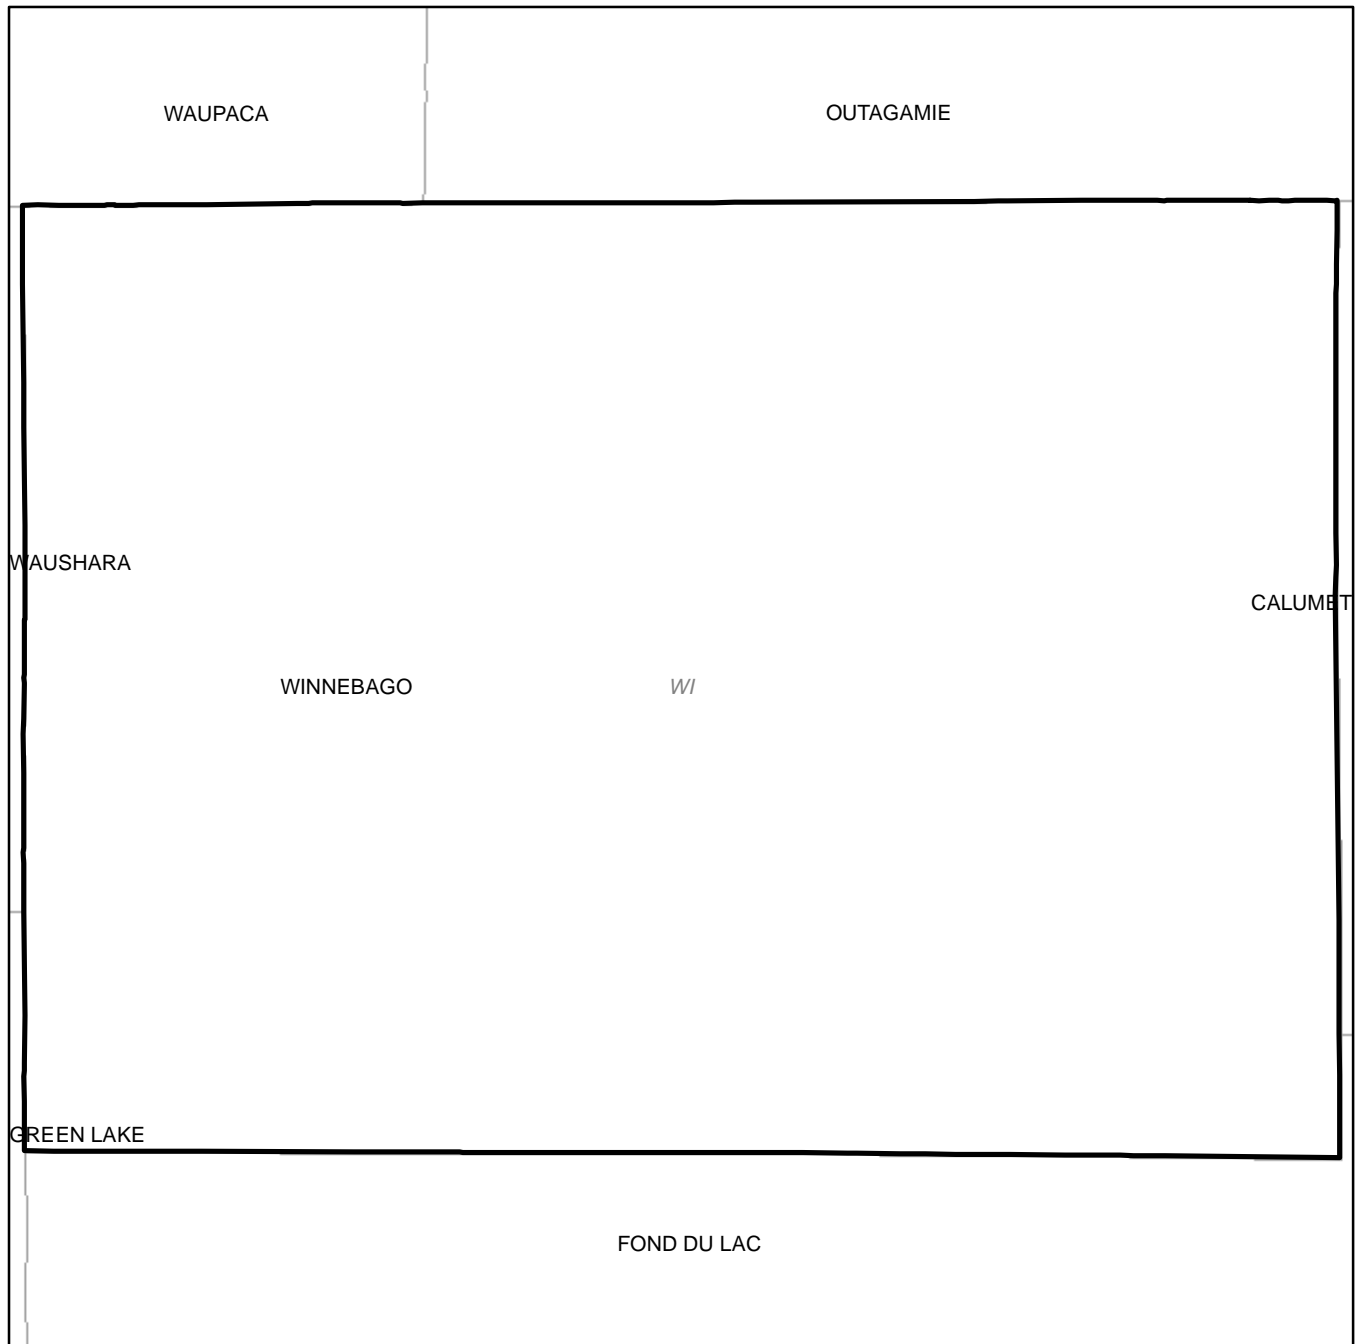 WAUPACA
OUTAGAMIE
WAUSHARA
CALUMET
WINNEBAGO
WI
GREEN LAKE
FOND DU LAC